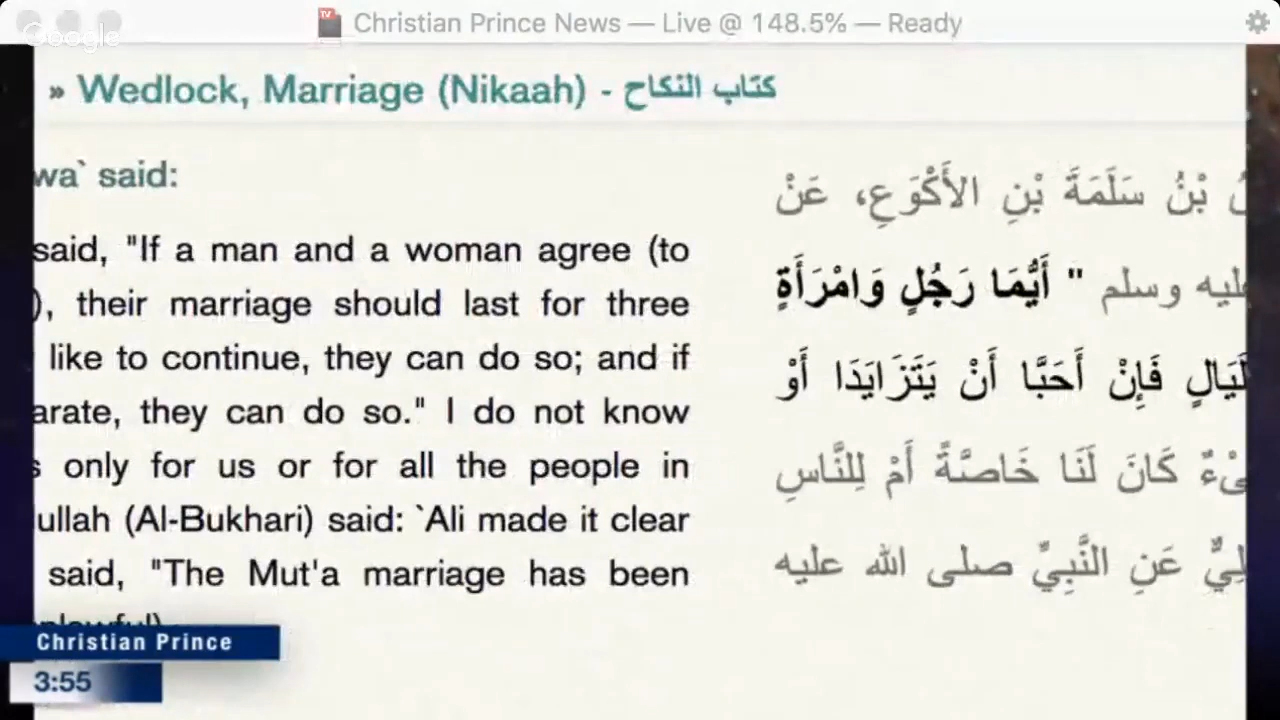 Christian Prince News — Live @ 148.5% — Ready
Google
» Wedlock, Marriage (Nikaah) - كتاب النكاح
wa` said:
said, "If a man and a woman agree (to
), their marriage should last for three
like to continue, they can do so; and if
arate, they can do so." I do not know
s only for us or for all the people in
ullah (Al-Bukhari) said: `Ali made it clear
said, "The Mut'a marriage has been
بْنُ سَلَمَةَ بْنِ الأَكْوَعِ، عَنْ
عليه وسلم " أَيُّمَا رَجُلٍ وَامْرَأَةٍ
لَيَالٍ فَإِنْ أَحَبَّا أَنْ يَتَزَايَدَا أَوْ
ىْءٌ كَانَ لَنَا خَاصَّةً أَمْ لِلنَّاسِ
لِيٌّ عَنِ النَّبِيِّ صلى الله عليه
Christian Prince
3:55